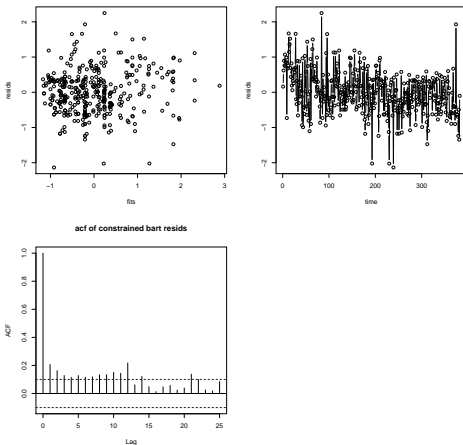 2
1
0
−1
−2
resids
−1 0 1 2 3
fits
2
1
0
−1
−2
resids
0 100 200 300
time
acf of constrained bart resids
1.0
0.8
0.6
0.4
0.2
0.0
ACF
0 5 10 15 20 25
Lag